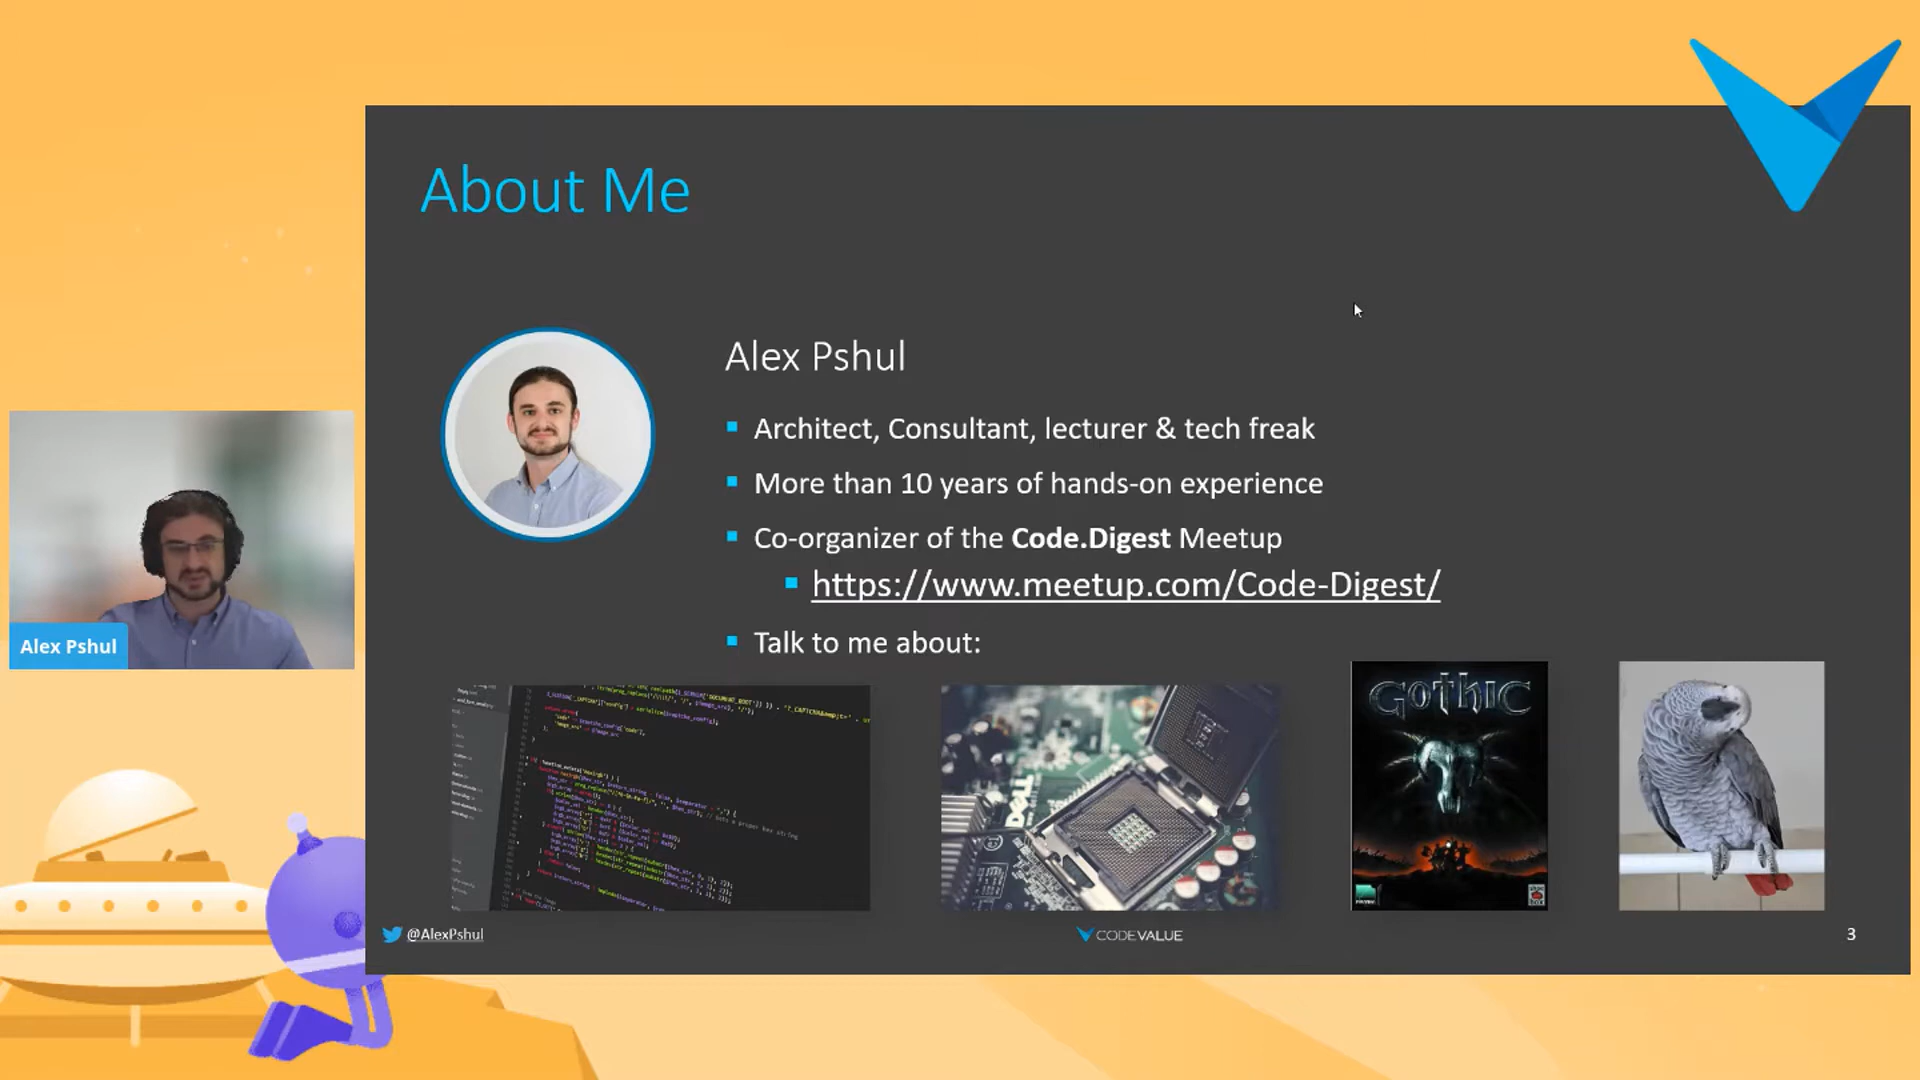 About Me
Alex Pshul
Architect, Consultant, lecturer & tech freak
More than 10 years of hands-on experience
Co-organizer of the Code.Digest Meetup
https://www.meetup.com/Code-Digest/
Talk to me about:
Alex Pshul
GOTHIC
DELL
@AlexPshul
CODEVALUE
3